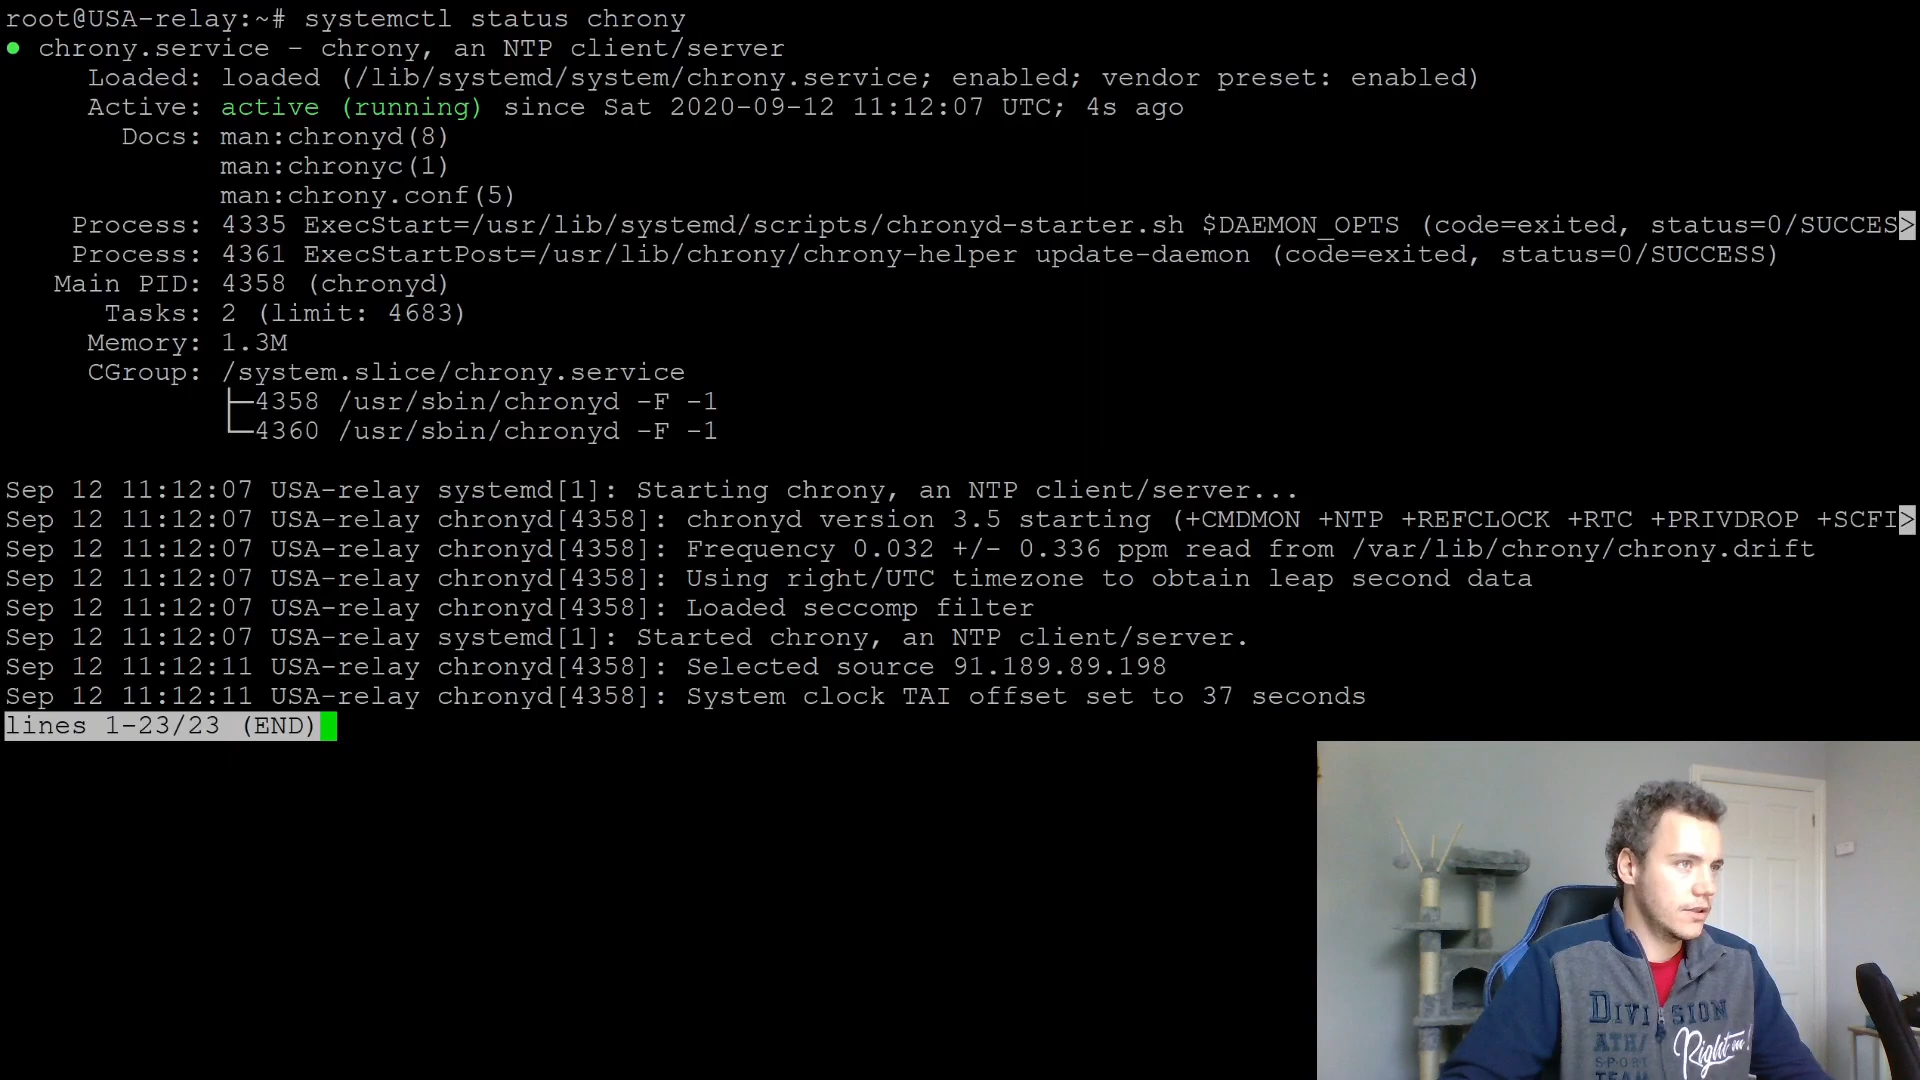 root@USA-relay:~# systemctl status chrony
● chrony.service - chrony, an NTP client/server
Loaded: loaded (/lib/systemd/system/chrony.service; enabled; vendor preset: enabled)
Active: active (running) since Sat 2020-09-12 11:12:07 UTC; 4s ago
Docs: man:chronyd(8)
man:chronyc(1)
man:chrony.conf(5)
Process: 4335 ExecStart=/usr/lib/systemd/scripts/chronyd-starter.sh $DAEMON_OPTS (code=exited, status=0/SUCCES>
Process: 4361 ExecStartPost=/usr/lib/chrony/chrony-helper update-daemon (code=exited, status=0/SUCCESS)
Main PID: 4358 (chronyd)
Tasks: 2 (limit: 4683)
Memory: 1.3M
CGroup: /system.slice/chrony.service
├─4358 /usr/sbin/chronyd -F -1
└─4360 /usr/sbin/chronyd -F -1
Sep 12 11:12:07 USA-relay systemd[1]: Starting chrony, an NTP client/server...
Sep 12 11:12:07 USA-relay chronyd[4358]: chronyd version 3.5 starting (+CMDMON +NTP +REFCLOCK +RTC +PRIVDROP +SCFI>
Sep 12 11:12:07 USA-relay chronyd[4358]: Frequency 0.032 +/- 0.336 ppm read from /var/lib/chrony/chrony.drift
Sep 12 11:12:07 USA-relay chronyd[4358]: Using right/UTC timezone to obtain leap second data
Sep 12 11:12:07 USA-relay chronyd[4358]: Loaded seccomp filter
Sep 12 11:12:07 USA-relay systemd[1]: Started chrony, an NTP client/server.
Sep 12 11:12:11 USA-relay chronyd[4358]: Selected source 91.189.89.198
Sep 12 11:12:11 USA-relay chronyd[4358]: System clock TAI offset set to 37 seconds
lines 1-23/23 (END)
DIVISION
ATH/
Right on!
SPORT
TEAM